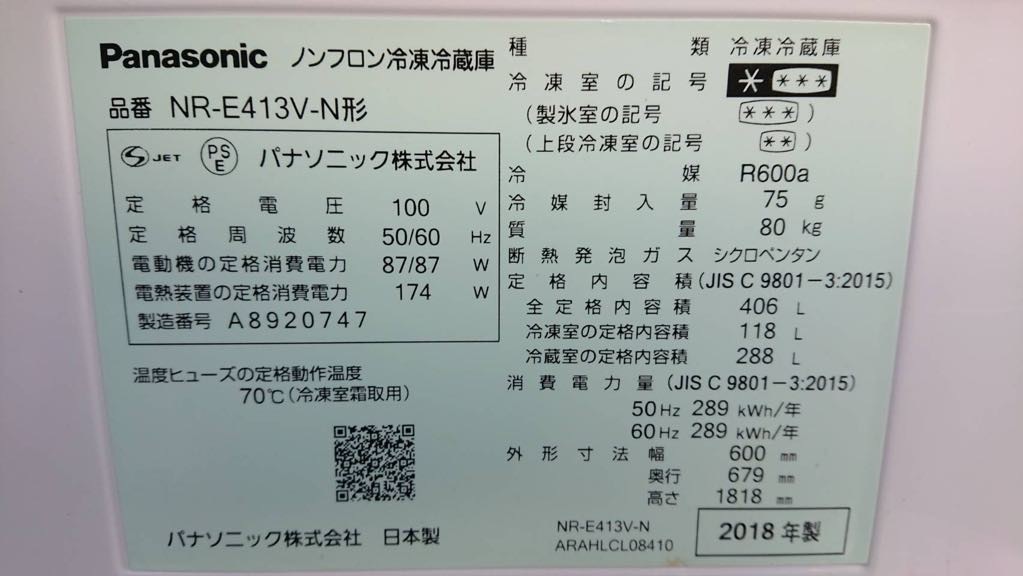 Panasonic ノンフロン冷凍冷蔵庫
品番 NR-E413V-N形
S JET PSE パナソニック株式会社
定格電圧 100 V
定格周波数 50/60 Hz
電動機の定格消費電力 87/87 W
電熱装置の定格消費電力 174 W
製造番号 A8920747
温度ヒューズの定格動作温度
70℃(冷凍室霜取用)
パナソニック株式会社 日本製
種類 冷凍冷蔵庫
冷凍室の記号 * ***
(製氷室の記号 ***)
(上段冷凍室の記号 **)
冷媒 R600a
冷媒封入量 75 g
質量 80 kg
断熱発泡ガス シクロペンタン
定格内容積 (JIS C 9801-3:2015)
全定格内容積 406 L
冷凍室の定格内容積 118 L
冷蔵室の定格内容積 288 L
消費電力量 (JIS C 9801-3:2015)
50Hz 289 kWh/年
60Hz 289 kWh/年
外形寸法幅 600 mm
奥行 679 mm
高さ 1818 mm
NR-E413V-N
ARAHLCL08410
2018年製